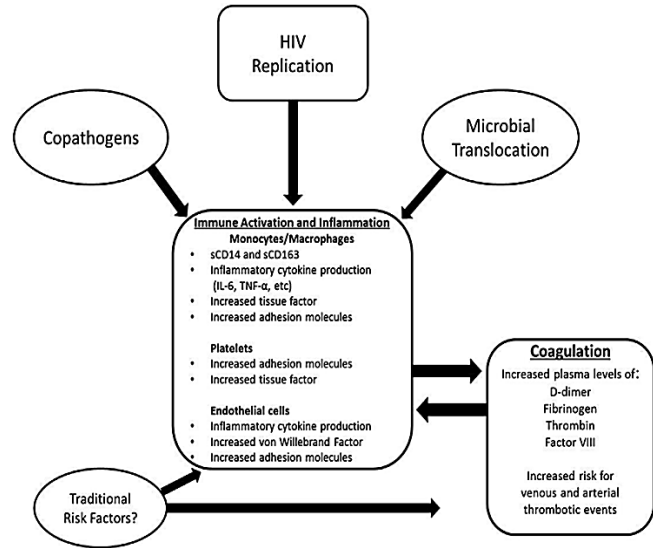 HIV
Replication
Copathogens
Microbial
Translocation
Immune Activation and Inflammation
Monocytes/Macrophages
• sCD14 and sCD163
• Inflammatory cytokine production
(IL-6, TNF-α, etc)
• Increased tissue factor
• Increased adhesion molecules
Platelets
• Increased adhesion molecules
• Increased tissue factor
Endothelial cells
• Inflammatory cytokine production
• Increased von Willebrand Factor
• Increased adhesion molecules
Coagulation
Increased plasma levels of:
D-dimer
Fibrinogen
Thrombin
Factor VIII
Increased risk for
venous and arterial
thrombotic events
Traditional
Risk Factors?